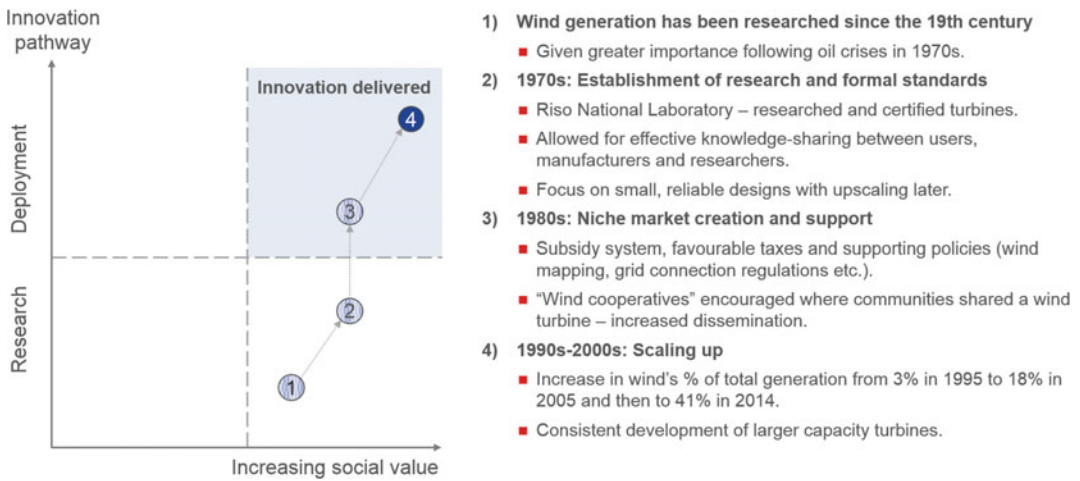 Innovation
pathway
Deployment
Research
Innovation delivered
4
3
2
1
Increasing social value
1) Wind generation has been researched since the 19th century
■ Given greater importance following oil crises in 1970s.
2) 1970s: Establishment of research and formal standards
■ Riso National Laboratory – researched and certified turbines.
■ Allowed for effective knowledge-sharing between users,
manufacturers and researchers.
■ Focus on small, reliable designs with upscaling later.
3) 1980s: Niche market creation and support
■ Subsidy system, favourable taxes and supporting policies (wind
mapping, grid connection regulations etc.).
■ “Wind cooperatives” encouraged where communities shared a wind
turbine – increased dissemination.
4) 1990s-2000s: Scaling up
■ Increase in wind’s % of total generation from 3% in 1995 to 18% in
2005 and then to 41% in 2014.
■ Consistent development of larger capacity turbines.